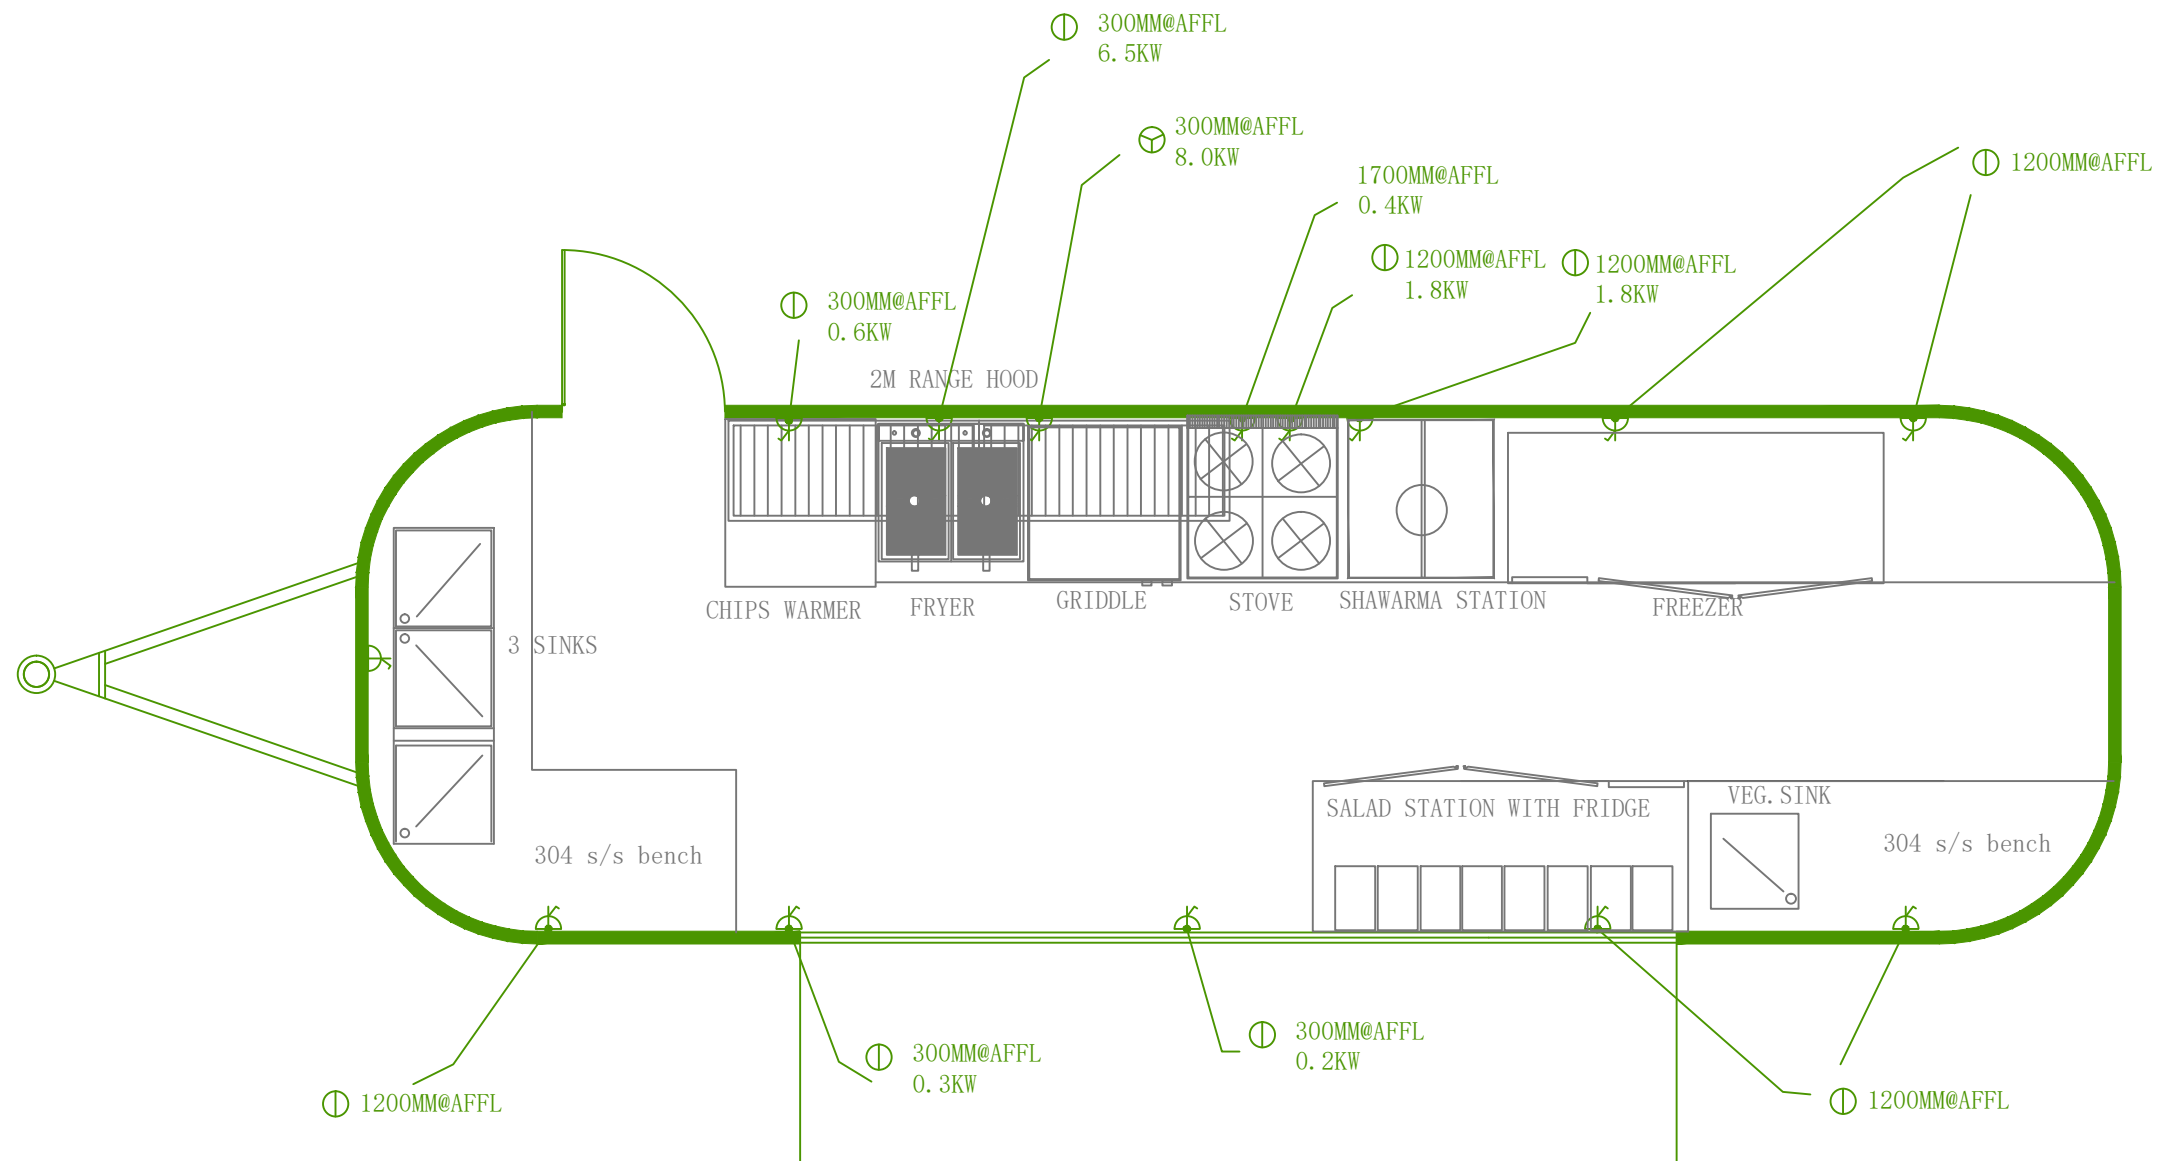 300MM@AFFL
6.5KW
300MM@AFFL
8.0KW
1700MM@AFFL
0.4KW
1200MM@AFFL
1200MM@AFFL
1.8KW
1200MM@AFFL
1.8KW
300MM@AFFL
0.6KW
2M RANGE HOOD
CHIPS WARMER
FRYER
GRIDDLE
STOVE
SHAWARMA STATION
FREEZER
3 SINKS
SALAD STATION WITH FRIDGE
VEG.SINK
304 s/s bench
304 s/s bench
300MM@AFFL
0.3KW
300MM@AFFL
0.2KW
1200MM@AFFL
1200MM@AFFL